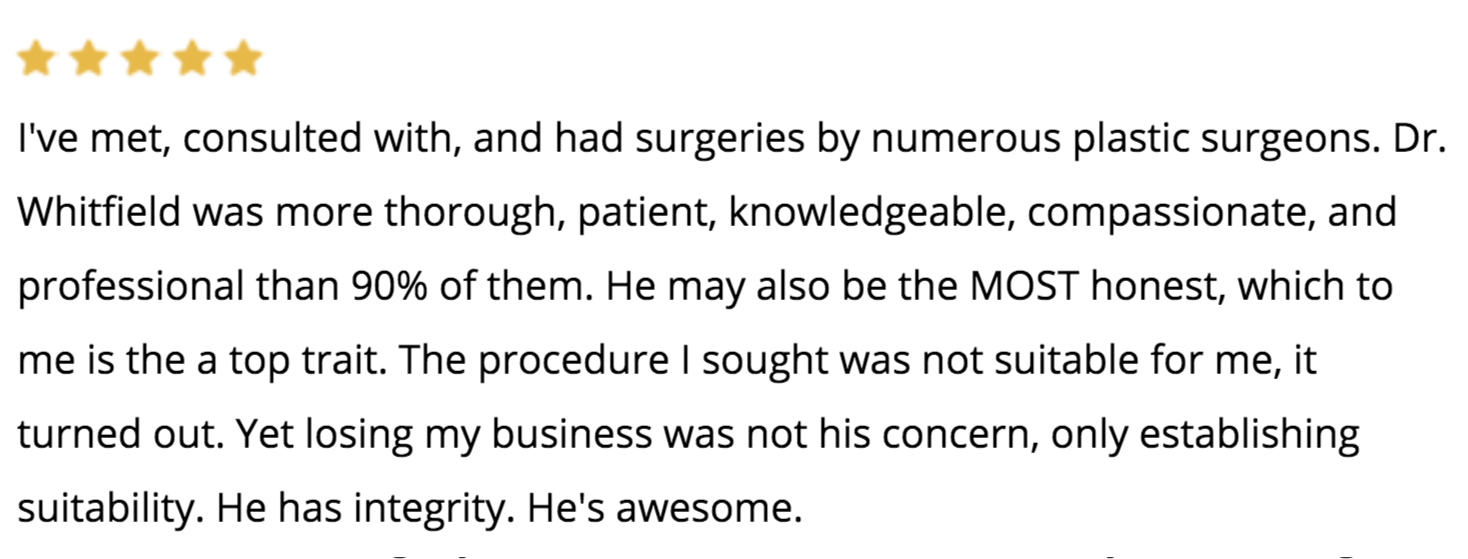 I've met, consulted with, and had surgeries by numerous plastic surgeons. Dr.
Whitfield was more thorough, patient, knowledgeable, compassionate, and
professional than 90% of them. He may also be the MOST honest, which to
me is the a top trait. The procedure I sought was not suitable for me, it
turned out. Yet losing my business was not his concern, only establishing
suitability. He has integrity. He's awesome.